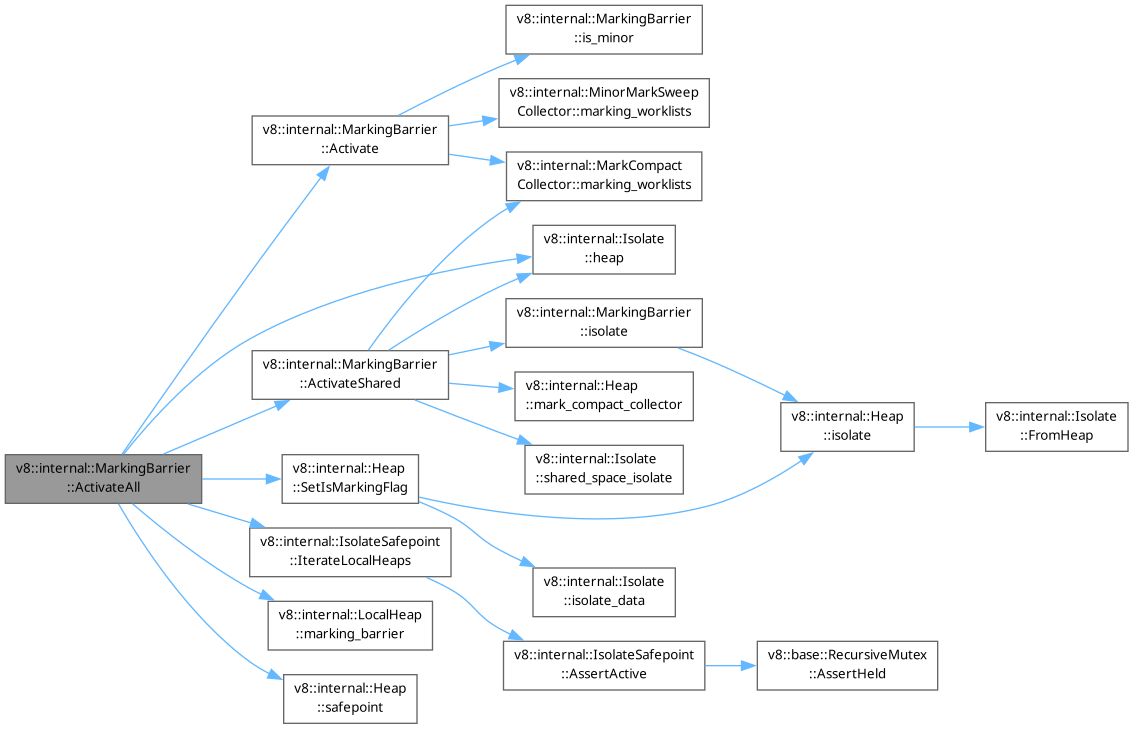 v8::internal::MarkingBarrier
::is_minor
v8::internal::MinorMarkSweep
Collector::marking_worklists
v8::internal::MarkingBarrier
::Activate
v8::internal::MarkCompact
Collector::marking_worklists
v8::internal::Isolate
::heap
v8::internal::MarkingBarrier
::isolate
v8::internal::MarkingBarrier
::ActivateShared
v8::internal::Heap
::mark_compact_collector
v8::internal::Heap
::isolate
v8::internal::Isolate
::FromHeap
v8::internal::Isolate
::shared_space_isolate
v8::internal::MarkingBarrier
::ActivateAll
v8::internal::Heap
::SetIsMarkingFlag
v8::internal::IsolateSafepoint
::IterateLocalHeaps
v8::internal::Isolate
::isolate_data
v8::internal::LocalHeap
::marking_barrier
v8::internal::IsolateSafepoint
::AssertActive
v8::base::RecursiveMutex
::AssertHeld
v8::internal::Heap
::safepoint